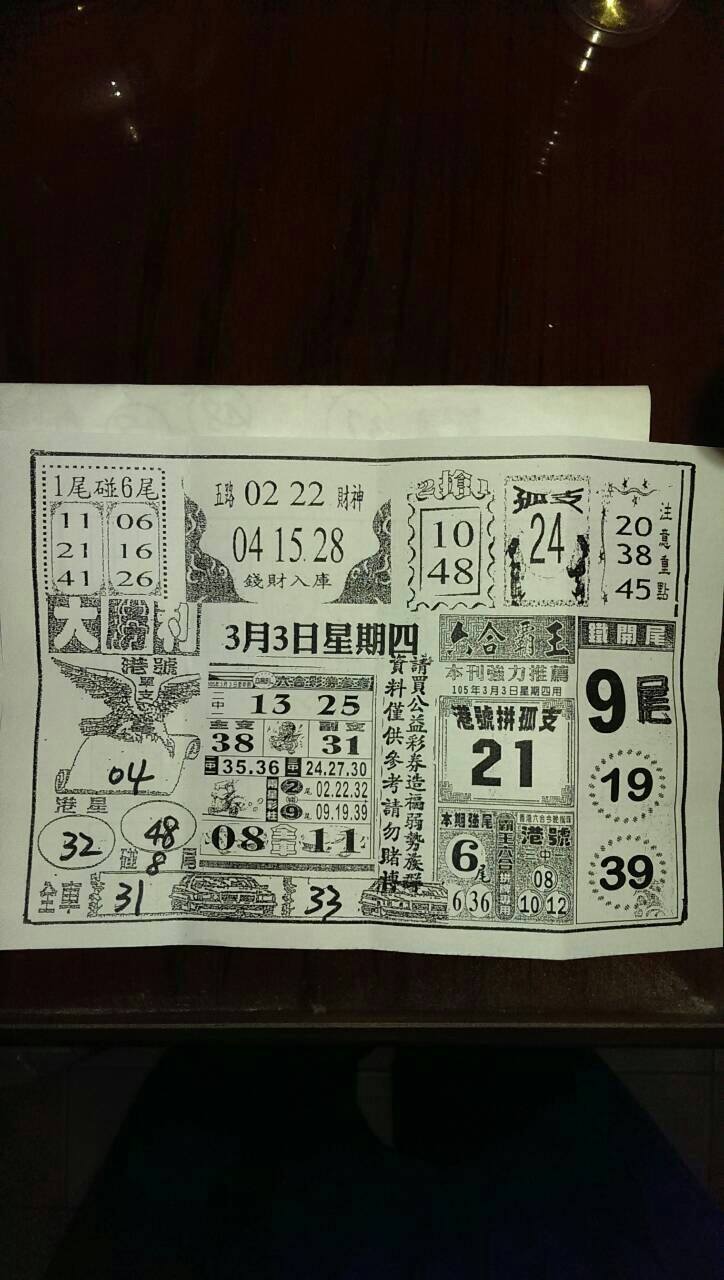 1尾碰6尾
11 06
21 16
41 26
五路 02 22 財神
04 15.28
錢財入庫
2搶1
10
48
孤支
24
20
38
45
注意重點
大勝利
3月3日星期四
港號
單支
04
港星
32
48
碰8尾
全車 31 33
13 25
主支 副支
38 31
35.36 24.27.30
2尾 02.22.32
9尾 09.19.39
08 11
請買公益彩券造福弱勢族群
資料僅供參考請勿賭博
六合霸王
本刊強力推薦
105年3月3日星期四用
港號拼孤支
21
本期強尾
6尾
6 36
港號
08
10 12
鐵開尾
9尾
19
39